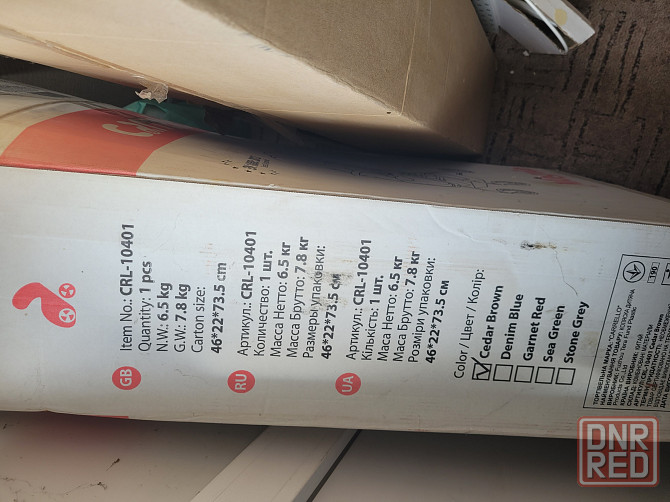 GB
Item No.: CRL-10401
Quantity: 1 pcs
N.W.: 6.5 kg
G.W.: 7.8 kg
Carton size:
46*22*73.5 cm
RU
Артикул.: CRL-10401
Количество: 1 шт.
Масса Нетто: 6.5 кг
Масса Брутто: 7.8 кг
Размеры упаковки:
46*22*73.5 см
UA
Артикул.: CRL-10401
Кількість: 1 шт.
Маса Нетто: 6.5 кг
Маса Брутто: 7.8 кг
Розміри упаковки:
46*22*73.5 см
Color / Цвет / Колір:
Cedar Brown
Denim Blue
Garnet Red
Sea Green
Stone Grey
ТОРГОВЕЛЬНА МАРКА: "CARRELLO"
DNR
RED